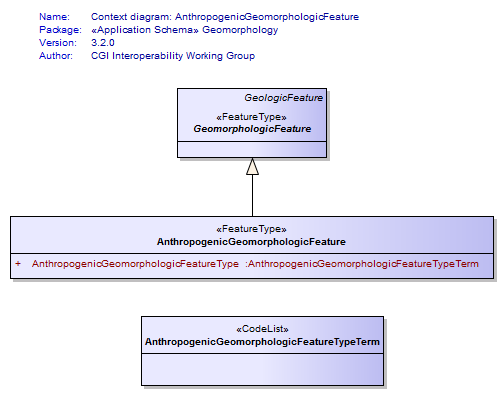 Name: Context diagram: AnthropogenicGeomorphologicFeature
Package: «Application Schema» Geomorphology
Version: 3.2.0
Author: CGI Interoperability Working Group
GeologicFeature
«FeatureType»
GeomorphologicFeature
«FeatureType»
AnthropogenicGeomorphologicFeature
+ AnthropogenicGeomorphologicFeatureType :AnthropogenicGeomorphologicFeatureTypeTerm
«CodeList»
AnthropogenicGeomorphologicFeatureTypeTerm